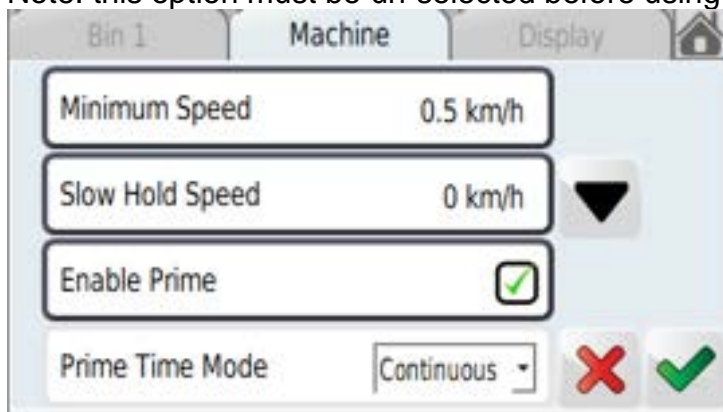 Note: this option must be un-selected before using
Bin 1 Machine Display
Minimum Speed 0.5 km/h
Slow Hold Speed 0 km/h
Enable Prime
Prime Time Mode Continuous